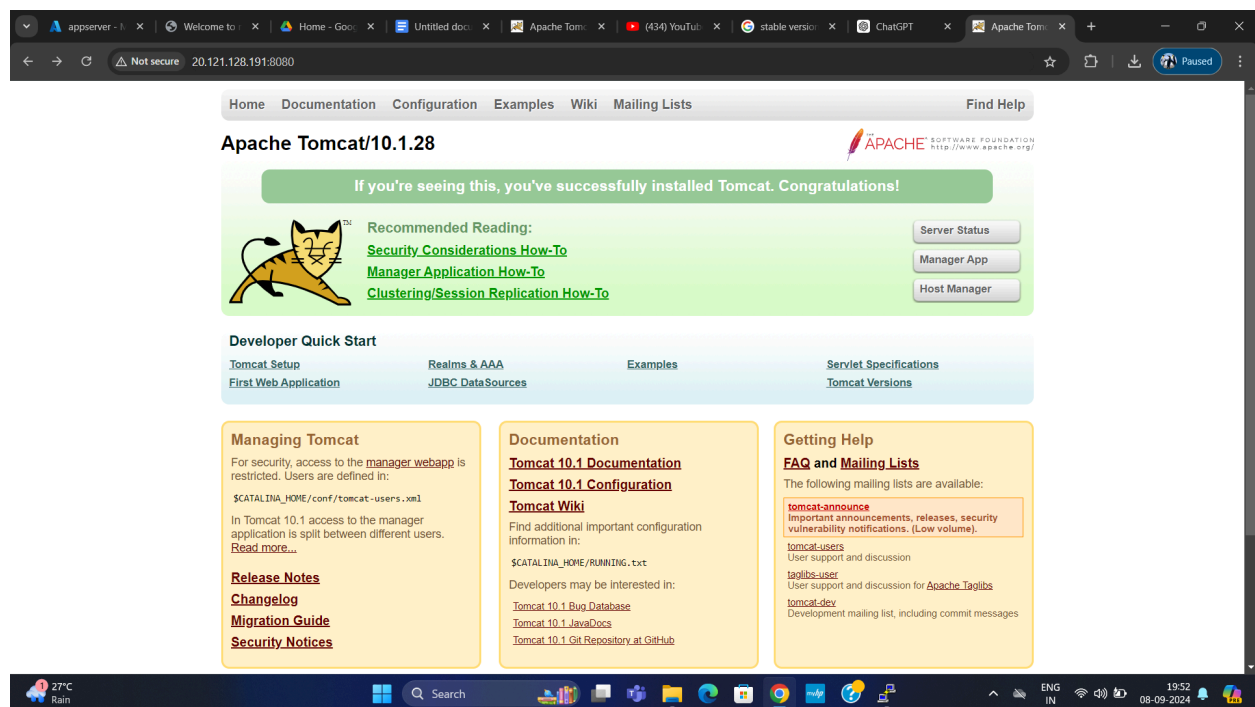 appserver - M
Welcome to n
Home - Goog
Untitled docu
Apache Tomc
(434) YouTub
stable version
ChatGPT
Apache Tomc
Not secure 20.121.128.191:8080
Paused
Home Documentation Configuration Examples Wiki Mailing Lists Find Help
Apache Tomcat/10.1.28
THE APACHE SOFTWARE FOUNDATION
http://www.apache.org/
If you're seeing this, you've successfully installed Tomcat. Congratulations!
TM
Recommended Reading:
Security Considerations How-To
Manager Application How-To
Clustering/Session Replication How-To
Server Status
Manager App
Host Manager
Developer Quick Start
Tomcat Setup
First Web Application
Realms & AAA
JDBC DataSources
Examples
Servlet Specifications
Tomcat Versions
Managing Tomcat
For security, access to the manager webapp is
restricted. Users are defined in:
$CATALINA_HOME/conf/tomcat-users.xml
In Tomcat 10.1 access to the manager
application is split between different users.
Read more...
Release Notes
Changelog
Migration Guide
Security Notices
Documentation
Tomcat 10.1 Documentation
Tomcat 10.1 Configuration
Tomcat Wiki
Find additional important configuration
information in:
$CATALINA_HOME/RUNNING.txt
Developers may be interested in:
Tomcat 10.1 Bug Database
Tomcat 10.1 JavaDocs
Tomcat 10.1 Git Repository at GitHub
Getting Help
FAQ and Mailing Lists
The following mailing lists are available:
tomcat-announce
Important announcements, releases, security
vulnerability notifications. (Low volume).
tomcat-users
User support and discussion
taglibs-user
User support and discussion for Apache Taglibs
tomcat-dev
Development mailing list, including commit messages
1
27°C
Rain
Search
ENG
IN
19:52
08-09-2024